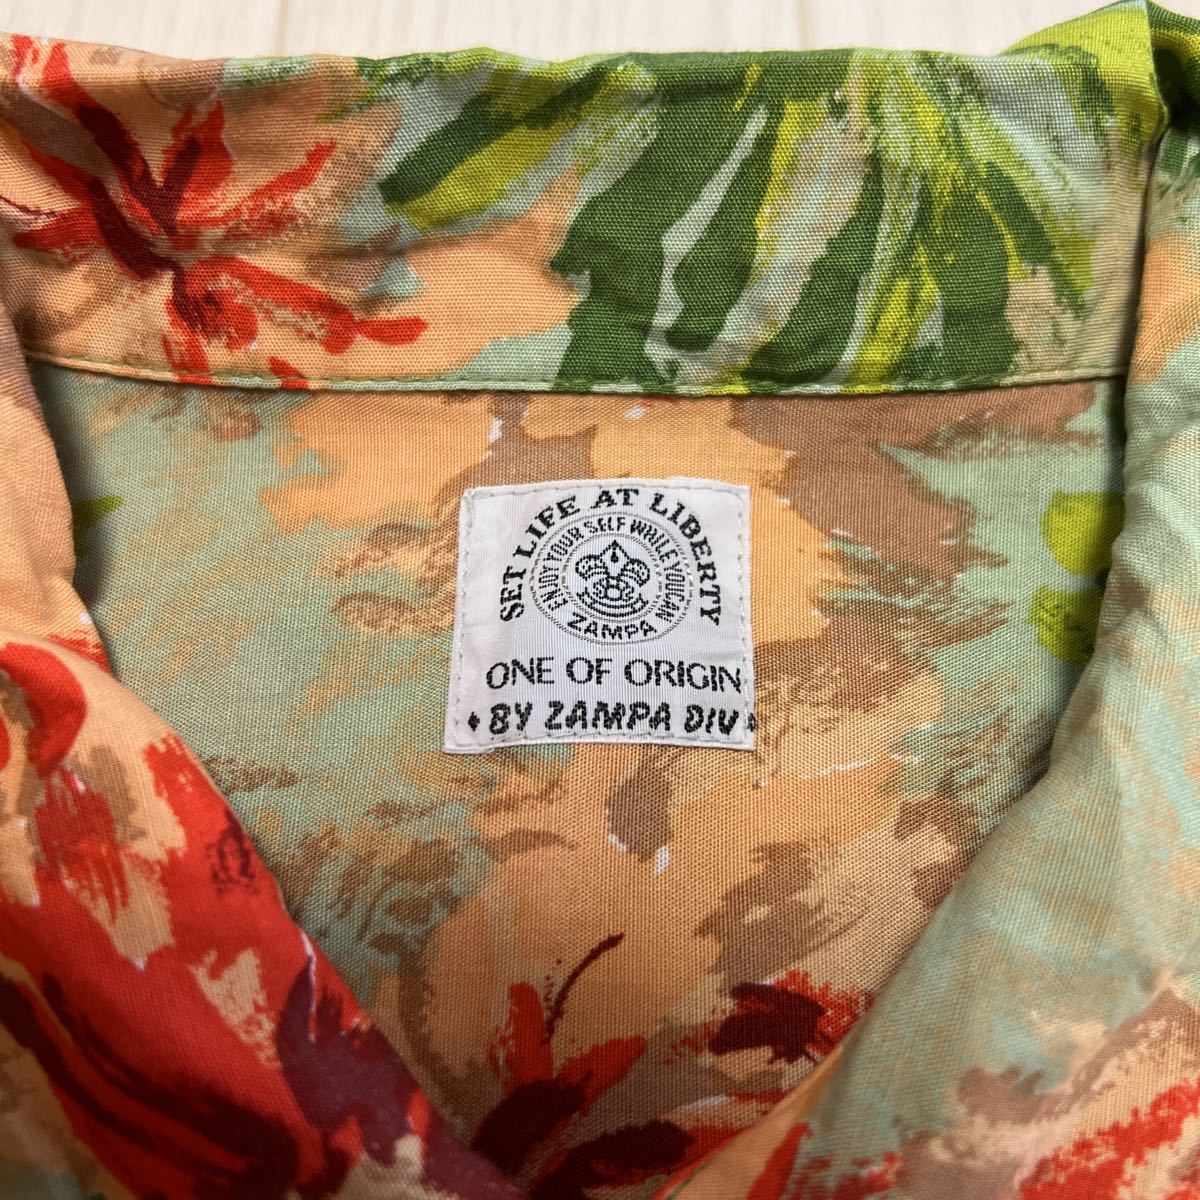 SET LIFE AT LIBERTY
ENJOY YOUR SELF WHILE YOU CAN
ZAMPA
ONE OF ORIGIN
BY ZAMPA DIV